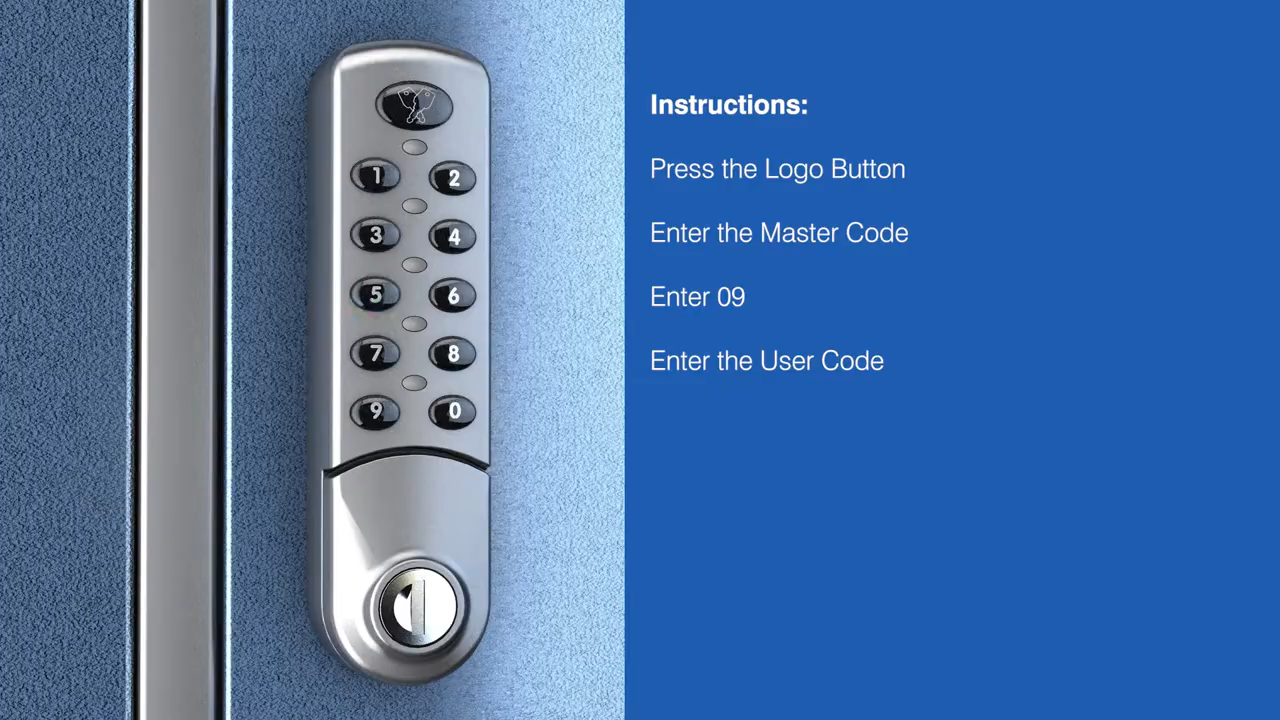 1 2
3 4
5 6
7 8
9 0
Instructions:
Press the Logo Button
Enter the Master Code
Enter 09
Enter the User Code